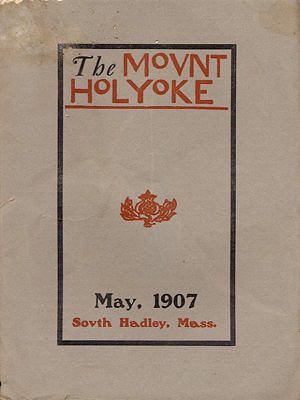 The MOVNT
HOLYOKE
May, 1907
Sovth Hadley, Mass.